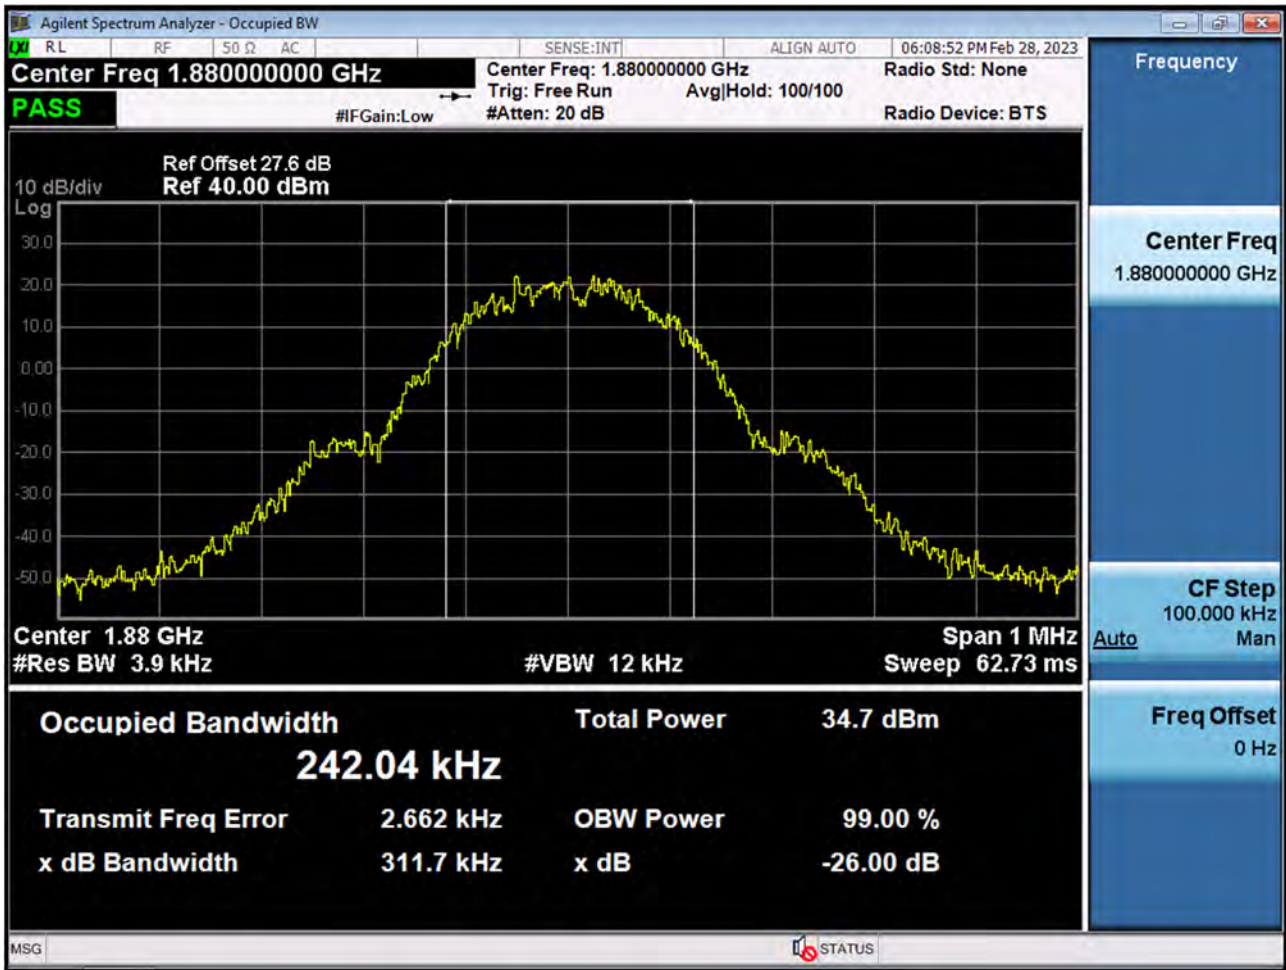 Agilent Spectrum Analyzer - Occupied BW
LXI RL RF 50 Ω AC SENSE:INT ALIGN AUTO 06:08:52 PM Feb 28, 2023
Center Freq 1.880000000 GHz
PASS
#IFGain:Low
Center Freq: 1.880000000 GHz
Trig: Free Run Avg|Hold: 100/100
#Atten: 20 dB
Radio Std: None
Radio Device: BTS
Ref Offset 27.6 dB
10 dB/div Ref 40.00 dBm
Log
30.0
20.0
10.0
0.00
-10.0
-20.0
-30.0
-40.0
-50.0
Center 1.88 GHz Span 1 MHz
#Res BW 3.9 kHz #VBW 12 kHz Sweep 62.73 ms
Occupied Bandwidth Total Power 34.7 dBm
242.04 kHz
Transmit Freq Error 2.662 kHz OBW Power 99.00 %
x dB Bandwidth 311.7 kHz x dB -26.00 dB
Frequency
Center Freq
1.880000000 GHz
CF Step
100.000 kHz
Auto Man
Freq Offset
0 Hz
MSG STATUS